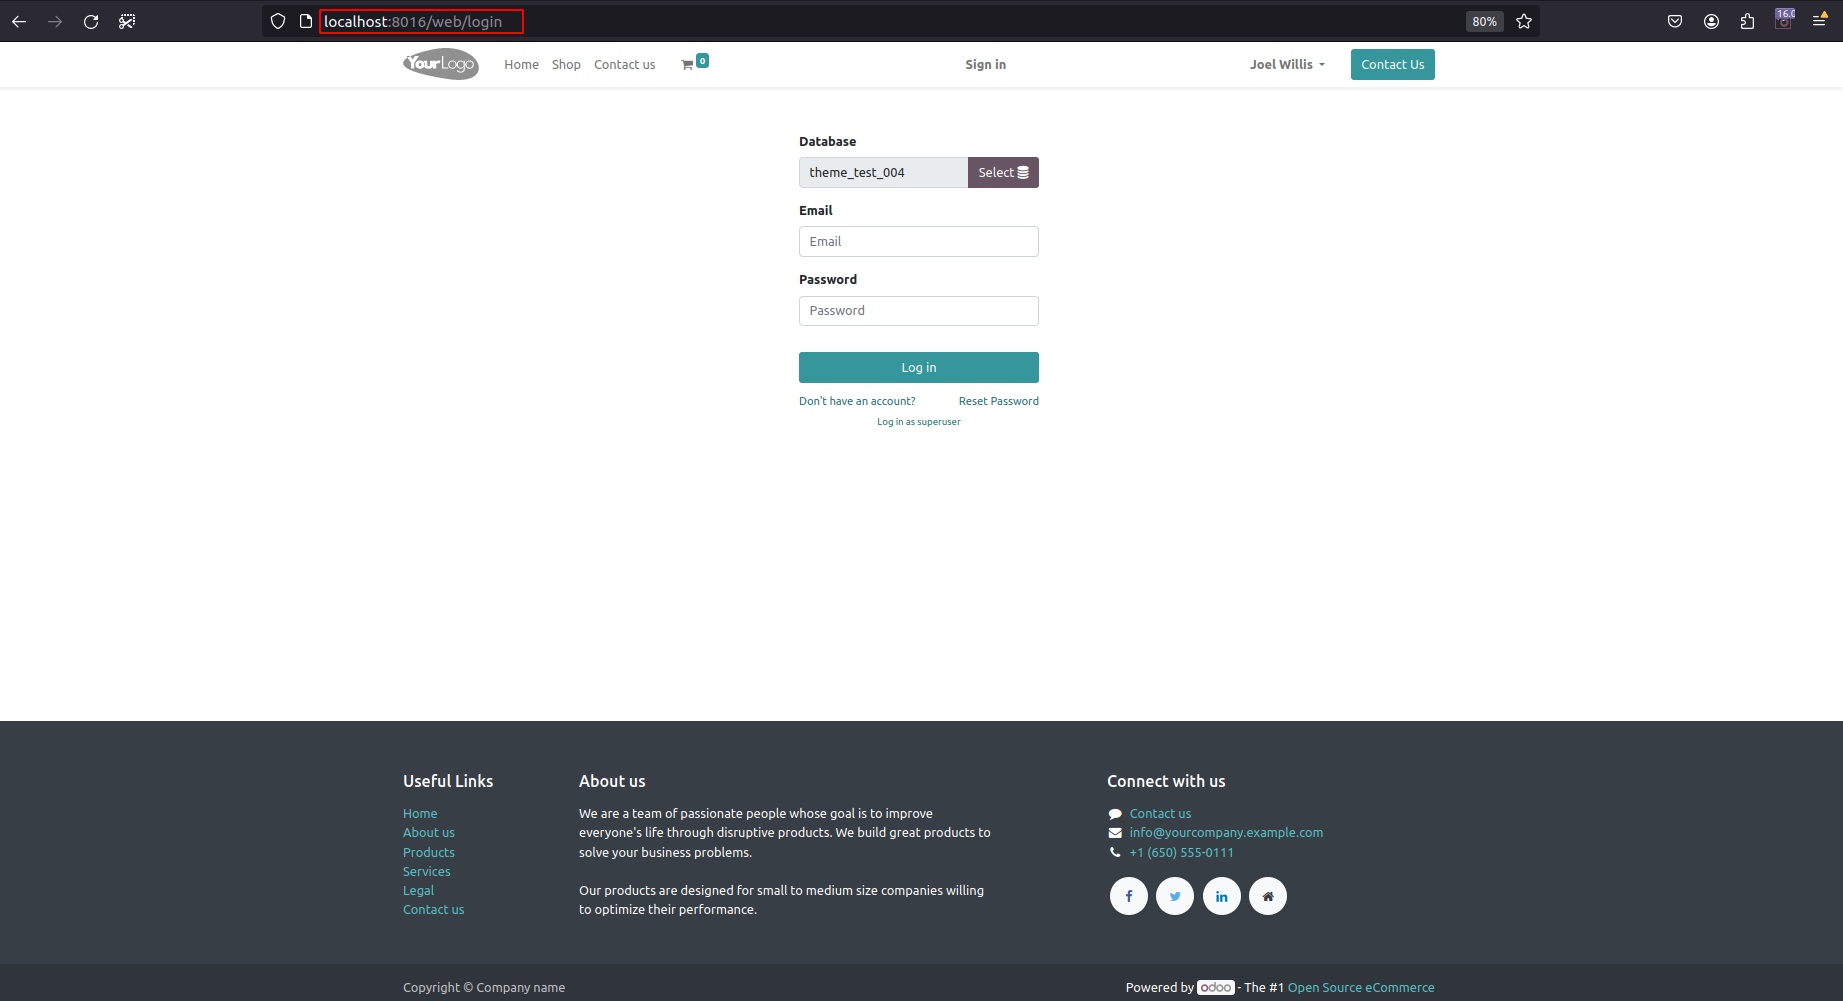 localhost:8016/web/login
80%
16.0
YourLogo
Home Shop Contact us 0 Sign in Joel Willis Contact Us
Database
theme_test_004 Select
Email
Email
Password
Password
Log in
Don't have an account? Reset Password
Log in as superuser
Useful Links
Home
About us
Products
Services
Legal
Contact us
About us
We are a team of passionate people whose goal is to improve
everyone's life through disruptive products. We build great products to
solve your business problems.
Our products are designed for small to medium size companies willing
to optimize their performance.
Connect with us
Contact us
info@yourcompany.example.com
+1 (650) 555-0111
Copyright © Company name
Powered by odoo - The #1 Open Source eCommerce